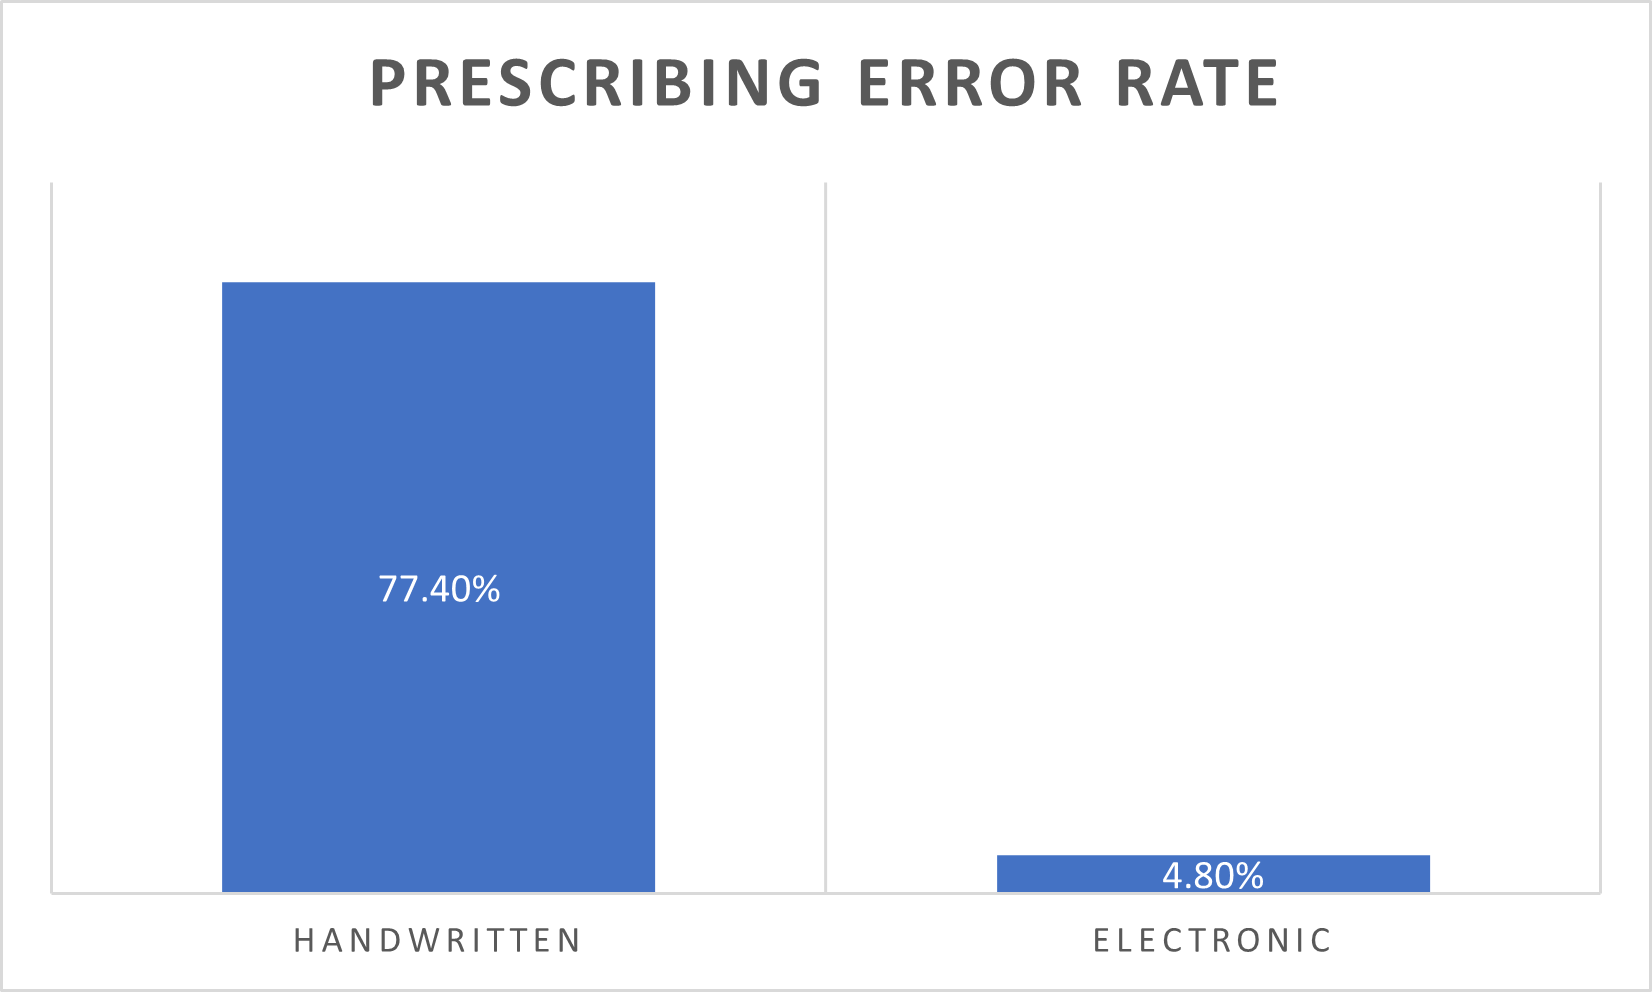 PRESCRIBING ERROR RATE
77.40%
4.80%
HANDWRITTEN
ELECTRONIC